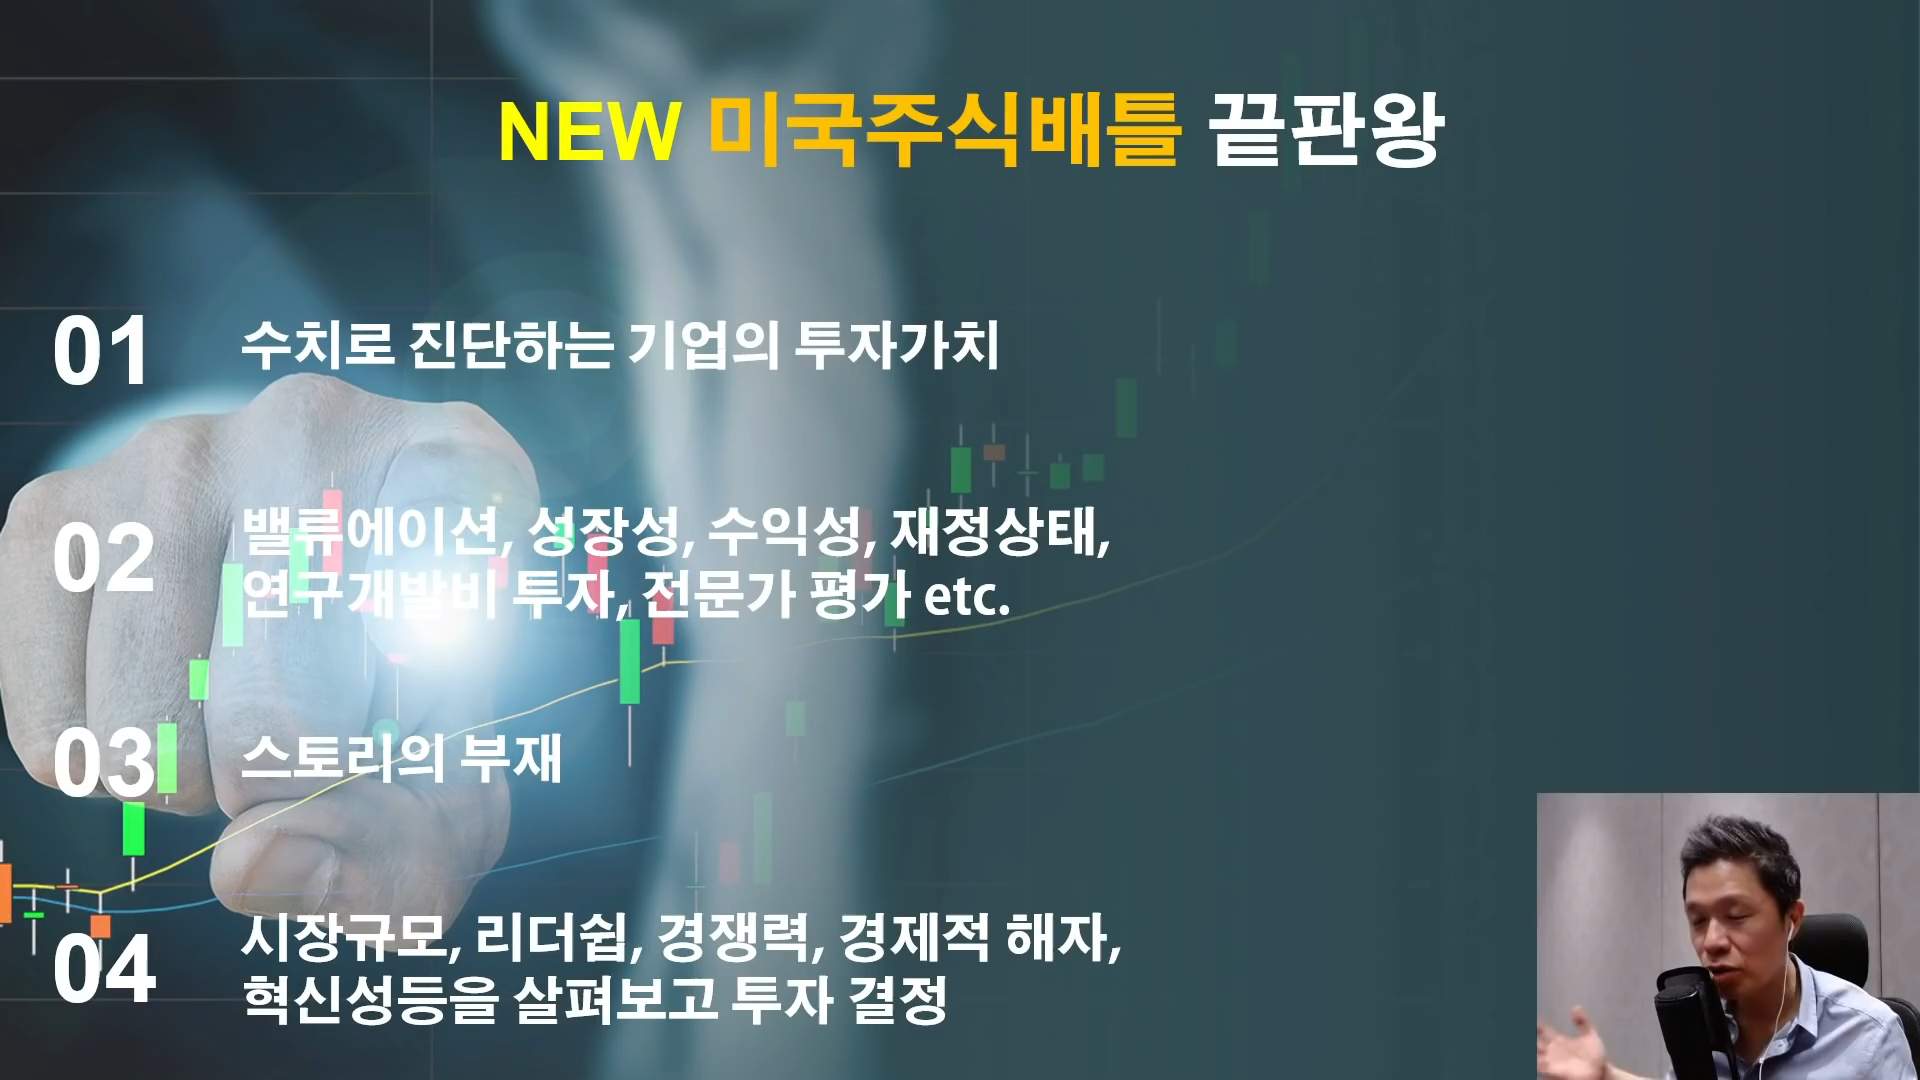 NEW 미국주식배틀 끝판왕
01 수치로 진단하는 기업의 투자가치
02 밸류에이션, 성장성, 수익성, 재정상태,
연구개발비 투자, 전문가 평가 etc.
03 스토리의 부재
04 시장규모, 리더쉽, 경쟁력, 경제적 해자,
혁신성등을 살펴보고 투자 결정